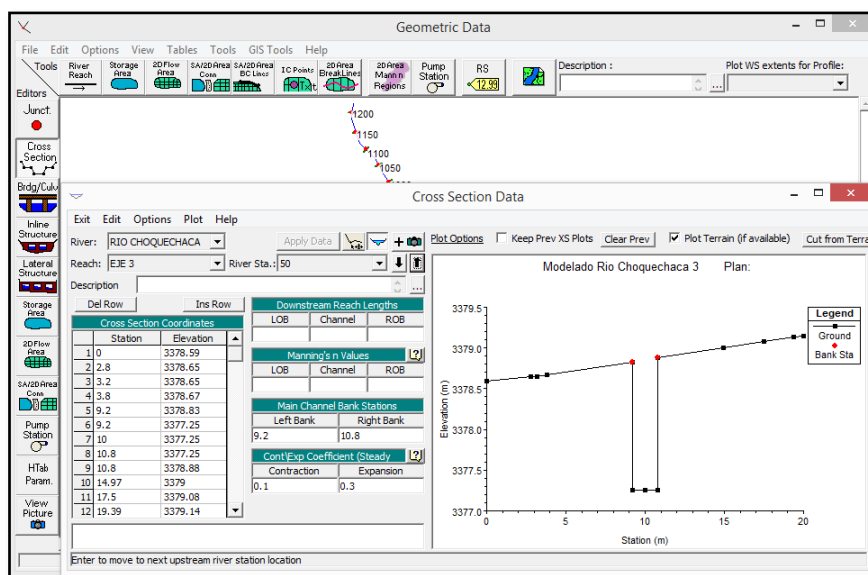 Geometric Data
File Edit Options View Tables Tools GIS Tools Help
Tools
Editors
River Reach
Storage Area
2D Flow Area
SA/2D Area Conn
SA/2D Area BC Lines
IC Points
2D Area BreakLines
2D Area Mann n Regions
Pump Station
RS
12.99
Description :
...
Plot WS extents for Profile:
Junct.
Cross Section
Brdg/Culv
Inline Structure
Lateral Structure
Storage Area
2D Flow Area
SA/2D Area Conn
Pump Station
HTab Param.
View Picture
1200
1150
1100
1050
Cross Section Data
Exit Edit Options Plot Help
River: RIO CHOQUECHACA
Apply Data
Reach: EJE 3 River Sta.: 50
Description
...
Del Row Ins Row
Cross Section Coordinates
Station Elevation
1 0 3378.59
2 2.8 3378.65
3 3.2 3378.65
4 3.8 3378.67
5 9.2 3378.83
6 9.2 3377.25
7 10 3377.25
8 10.8 3377.25
9 10.8 3378.88
10 14.97 3379
11 17.5 3379.08
12 19.39 3379.14
Downstream Reach Lengths
LOB Channel ROB
Manning's n Values
LOB Channel ROB
Main Channel Bank Stations
Left Bank Right Bank
9.2 10.8
Cont\Exp Coefficient (Steady
Contraction Expansion
0.1 0.3
Enter to move to next upstream river station location
Plot Options Keep Prev XS Plots Clear Prev Plot Terrain (if available) Cut from Terra
Modelado Rio Choquechaca 3 Plan:
Legend
Ground
Bank Sta
Elevation (m)
3379.5
3379.0
3378.5
3378.0
3377.5
3377.0
0 5 10 15 20
Station (m)